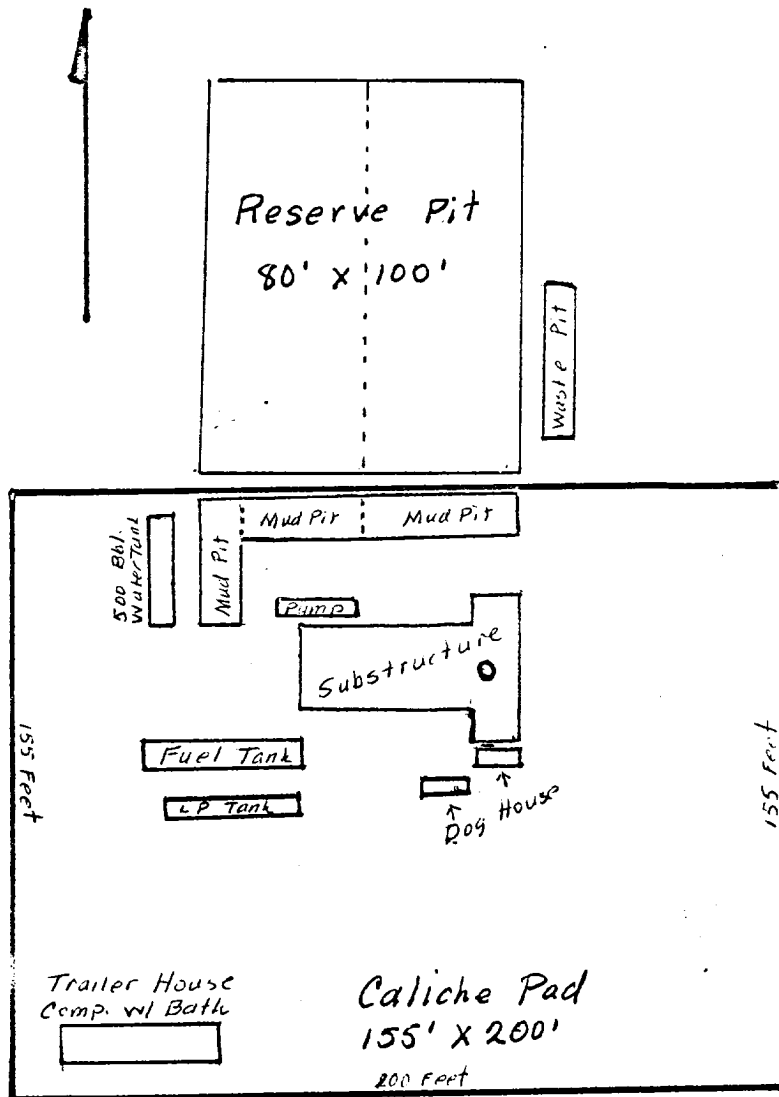 Reserve Pit
80' x 100'
Waste Pit
500 Bbl.
Water Tank
Mud Pit
Mud Pit
Mud Pit
Pump
Substructure
155 Feet
Fuel Tank
LP Tank
Dog House
155 Feet
Trailer House
Comp. w/ Bath
Caliche Pad
155' X 200'
200 Feet